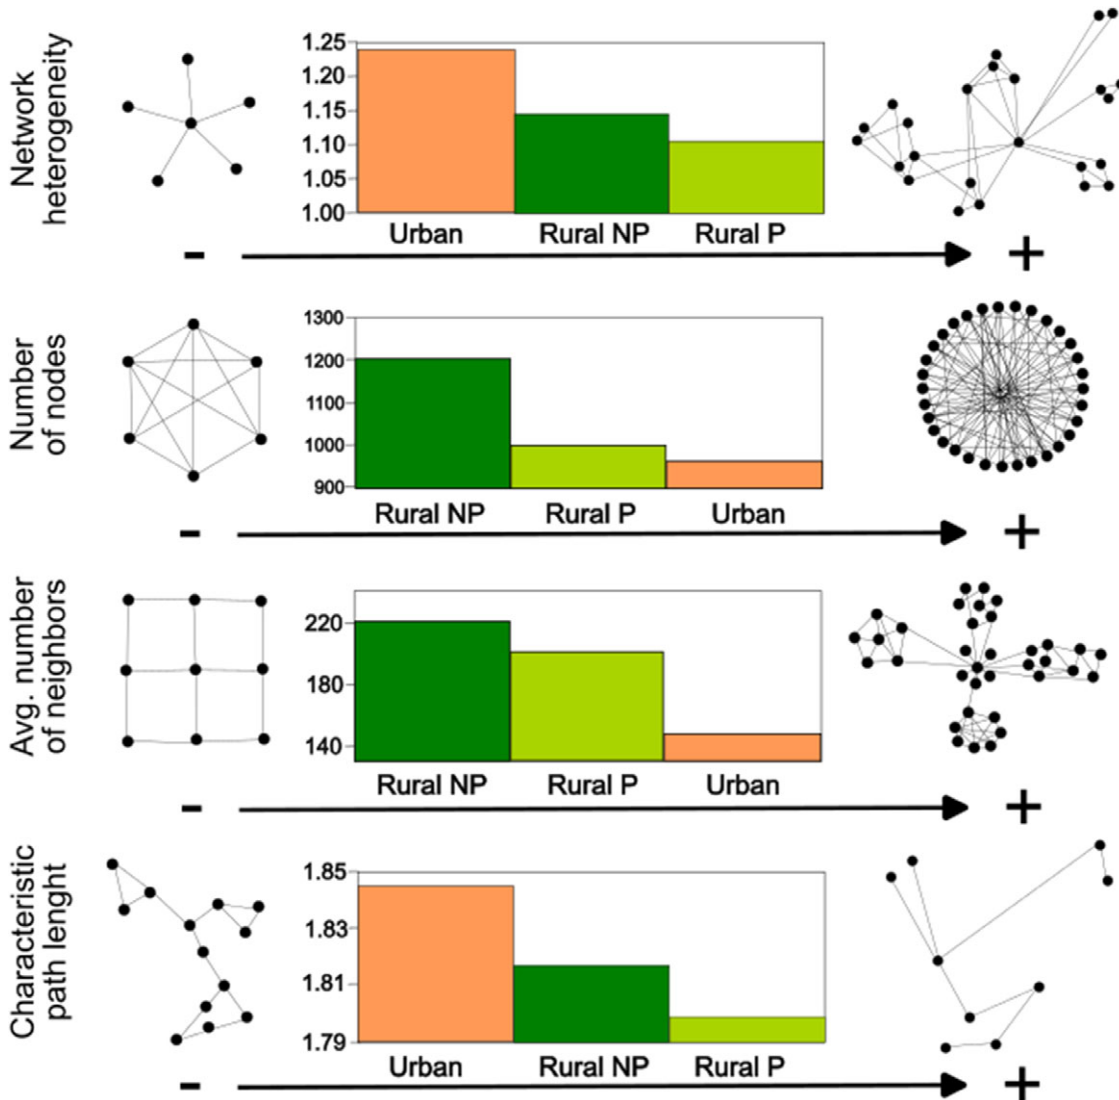 Network
heterogeneity
1.25
1.20
1.15
1.10
1.05
1.00
Urban Rural NP Rural P
- +
Number
of nodes
1300
1200
1100
1000
900
Rural NP Rural P Urban
- +
Avg. number
of neighbors
220
180
140
Rural NP Rural P Urban
- +
Characteristic
path lenght
1.85
1.83
1.81
1.79
Urban Rural NP Rural P
- +